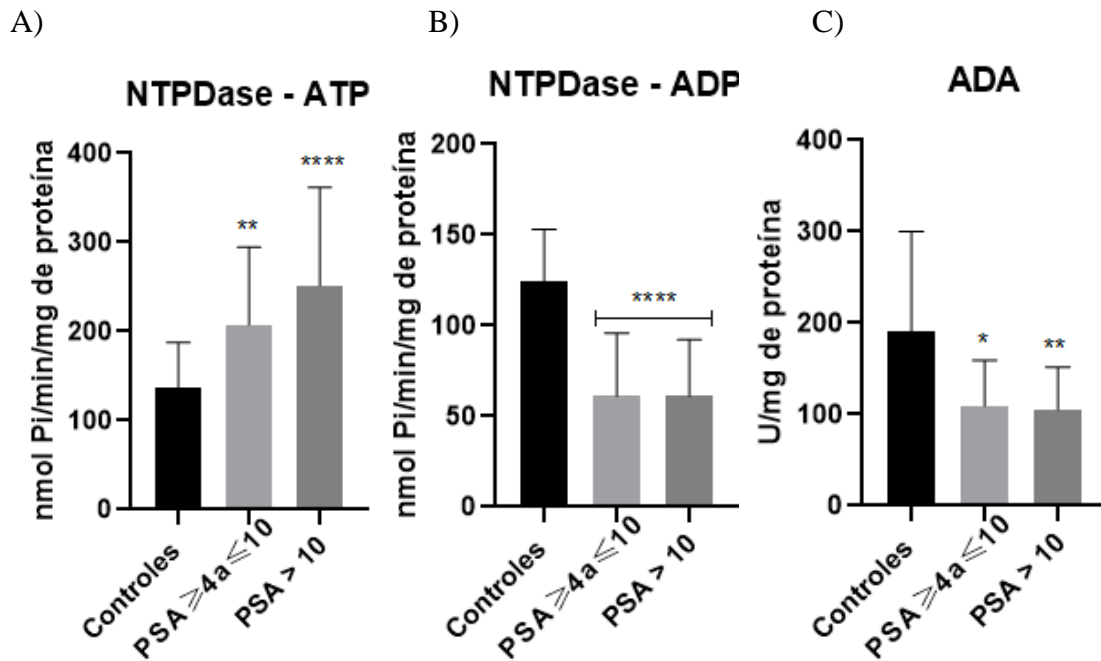 A)
B)
C)
NTPDase - ATP
nmol Pi/min/mg de proteína
400
300
200
100
0
**
****
Controles
PSA ⩾4a⩽10
PSA > 10
NTPDase - ADP
nmol Pi/min/mg de proteína
200
150
100
50
0
****
Controles
PSA ⩾4a⩽10
PSA > 10
ADA
U/mg de proteína
400
300
200
100
0
*
**
Controles
PSA ⩾4a⩽10
PSA > 10